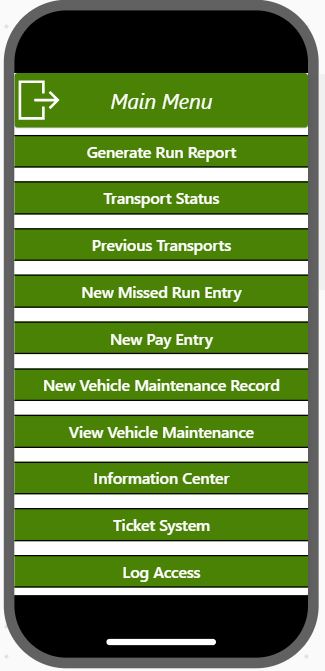 Main Menu
Generate Run Report
Transport Status
Previous Transports
New Missed Run Entry
New Pay Entry
New Vehicle Maintenance Record
View Vehicle Maintenance
Information Center
Ticket System
Log Access